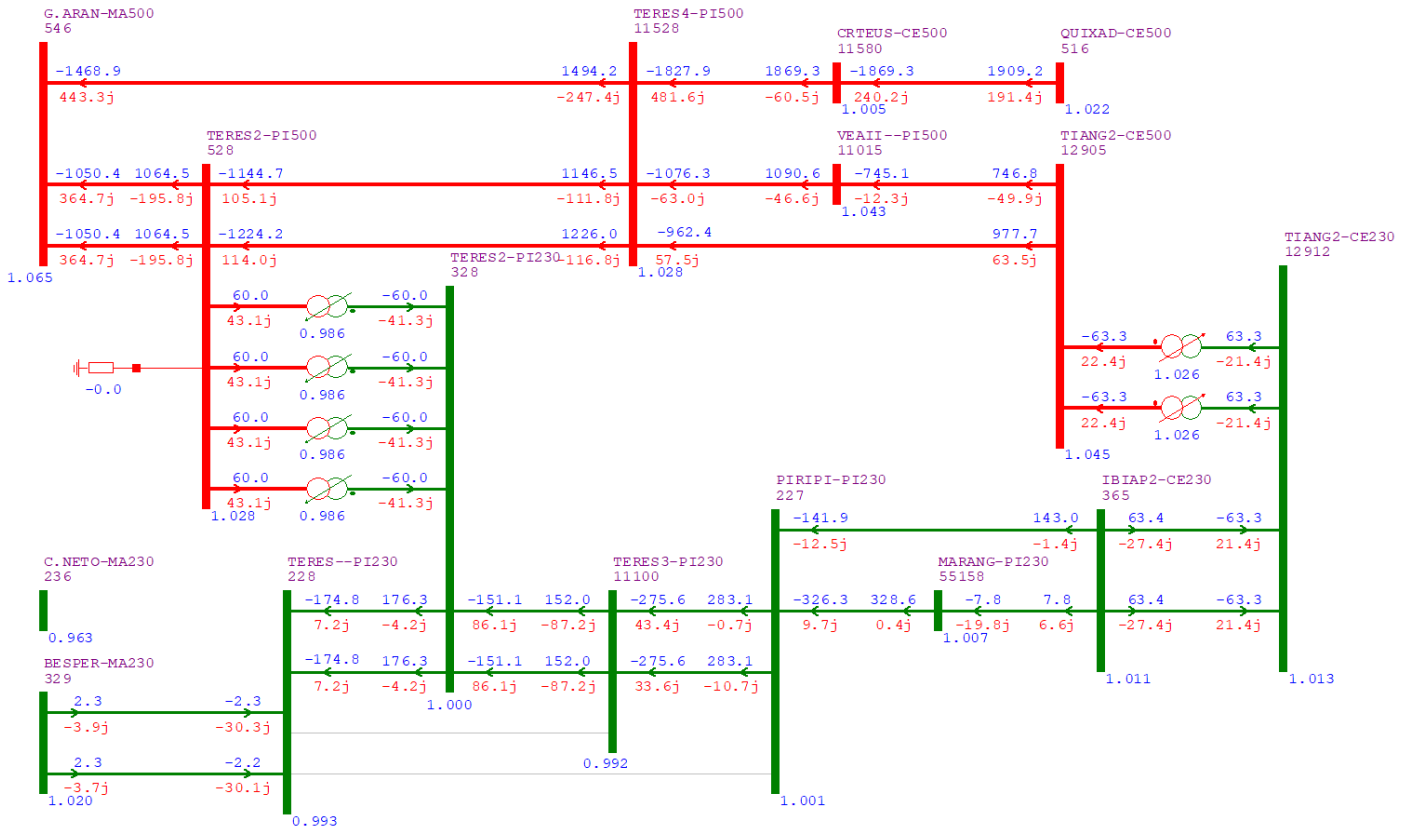 G.ARAN-MA500
546
TERES4-PI500
11528
CRTEUS-CE500
11580
QUIXAD-CE500
516
-1468.9 1494.2 -1827.9 1869.3 -1869.3 1909.2
443.3j -247.4j 481.6j -60.5j 240.2j 191.4j
1.005 1.022
TERES2-PI500
528
VEAII--PI500
11015
TIANG2-CE500
12905
-1050.4 1064.5 -1144.7 1146.5 -1076.3 1090.6 -745.1 746.8
364.7j -195.8j 105.1j -111.8j -63.0j -46.6j -12.3j -49.9j
1.043
-1050.4 1064.5 -1224.2 1226.0 -962.4 977.7
364.7j -195.8j 114.0j -116.8j 57.5j 63.5j
1.065 1.028
TERES2-PI230
328
TIANG2-CE230
12912
60.0 -60.0
43.1j -41.3j
0.986
-63.3 63.3
22.4j -21.4j
1.026
60.0 -60.0
43.1j -41.3j
0.986
-0.0
-63.3 63.3
22.4j -21.4j
1.026
60.0 -60.0
43.1j -41.3j
0.986
1.045
60.0 -60.0
43.1j -41.3j
1.028 0.986
PIRIPI-PI230
227
IBIAP2-CE230
365
-141.9 143.0 63.4 -63.3
-12.5j -1.4j -27.4j 21.4j
C.NETO-MA230
236
TERES--PI230
228
TERES3-PI230
11100
MARANG-PI230
55158
-174.8 176.3 -151.1 152.0 -275.6 283.1 -326.3 328.6 -7.8 7.8 63.4 -63.3
7.2j -4.2j 86.1j -87.2j 43.4j -0.7j 9.7j 0.4j -19.8j 6.6j -27.4j 21.4j
0.963 1.007
BESPER-MA230
329
-174.8 176.3 -151.1 152.0 -275.6 283.1
7.2j -4.2j 86.1j -87.2j 33.6j -10.7j
1.011 1.013
1.000
2.3 -2.3
-3.9j -30.3j
2.3 -2.2
-3.7j -30.1j
0.992
1.020 1.001
0.993